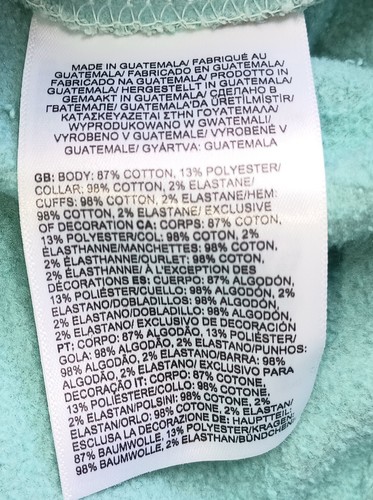 MADE IN GUATEMALA/ FABRIQUÉ AU
GUATEMALA/ FABRICADO EN GUATEMALA/
FABRICADO NA GUATEMALA/ PRODOTTO IN
GUATEMALA/ HERGESTELLT IN GUATEMALA/
GEMAAKT IN GUATEMALA/ СДЕЛАНО В
ГВАТЕМАЛЕ/ GUATEMALA'DA ÜRETİLMİŞTİR/
ΚΑΤΑΣΚΕΥΑΖΕΤΑΙ ΣΤΗΝ ΓΟΥΑΤΕΜΑΛΑ/
WYPRODUKOWANO W GWATEMALI/
VYROBENO V GUATEMALE/ VYROBENÉ V
GUATEMALE/ GYÁRTVA: GUATEMALA
GB: BODY: 87% COTTON, 13% POLYESTER/
COLLAR: 98% COTTON, 2% ELASTANE/
CUFFS: 98% COTTON, 2% ELASTANE/HEM:
98% COTTON, 2% ELASTANE/ EXCLUSIVE
OF DECORATION CA: CORPS: 87% COTON,
13% POLYESTER/COL: 98% COTON, 2%
ÉLASTHANNE/MANCHETTES: 98% COTON,
2% ÉLASTHANNE/OURLET: 98% COTON,
2% ÉLASTHANNE/ À L'EXCEPTION DES
DÉCORATIONS ES: CUERPO: 87% ALGODÓN,
13% POLIÉSTER/CUELLO: 98% ALGODÓN, 2%
ELASTANO/DOBLADILLOS: 98% ALGODÓN,
2% ELASTANO/DOBLADILLO: 98% ALGODÓN,
2% ELASTANO/ EXCLUSIVO DE DECORACIÓN
PT: CORPO: 87% ALGODÃO, 13% POLIÉSTER/
GOLA: 98% ALGODÃO, 2% ELASTANO/PUNHOS:
98% ALGODÃO, 2% ELASTANO/BARRA: 98%
ALGODÃO, 2% ELASTANO/ EXCLUSIVO PARA
DECORAÇÃO IT: CORPO: 87% COTONE,
13% POLIESTERE/COLLO: 98% COTONE,
2% ELASTAN/POLSINI: 98% COTONE, 2%
ELASTAN/ORLO: 98% COTONE, 2% ELASTAN/
ESCLUSA LA DECORAZIONE DE: HAUPTTEIL:
87% BAUMWOLLE, 13% POLYESTER/KRAGEN:
98% BAUMWOLLE, 2% ELASTHAN/BÜNDCHEN: